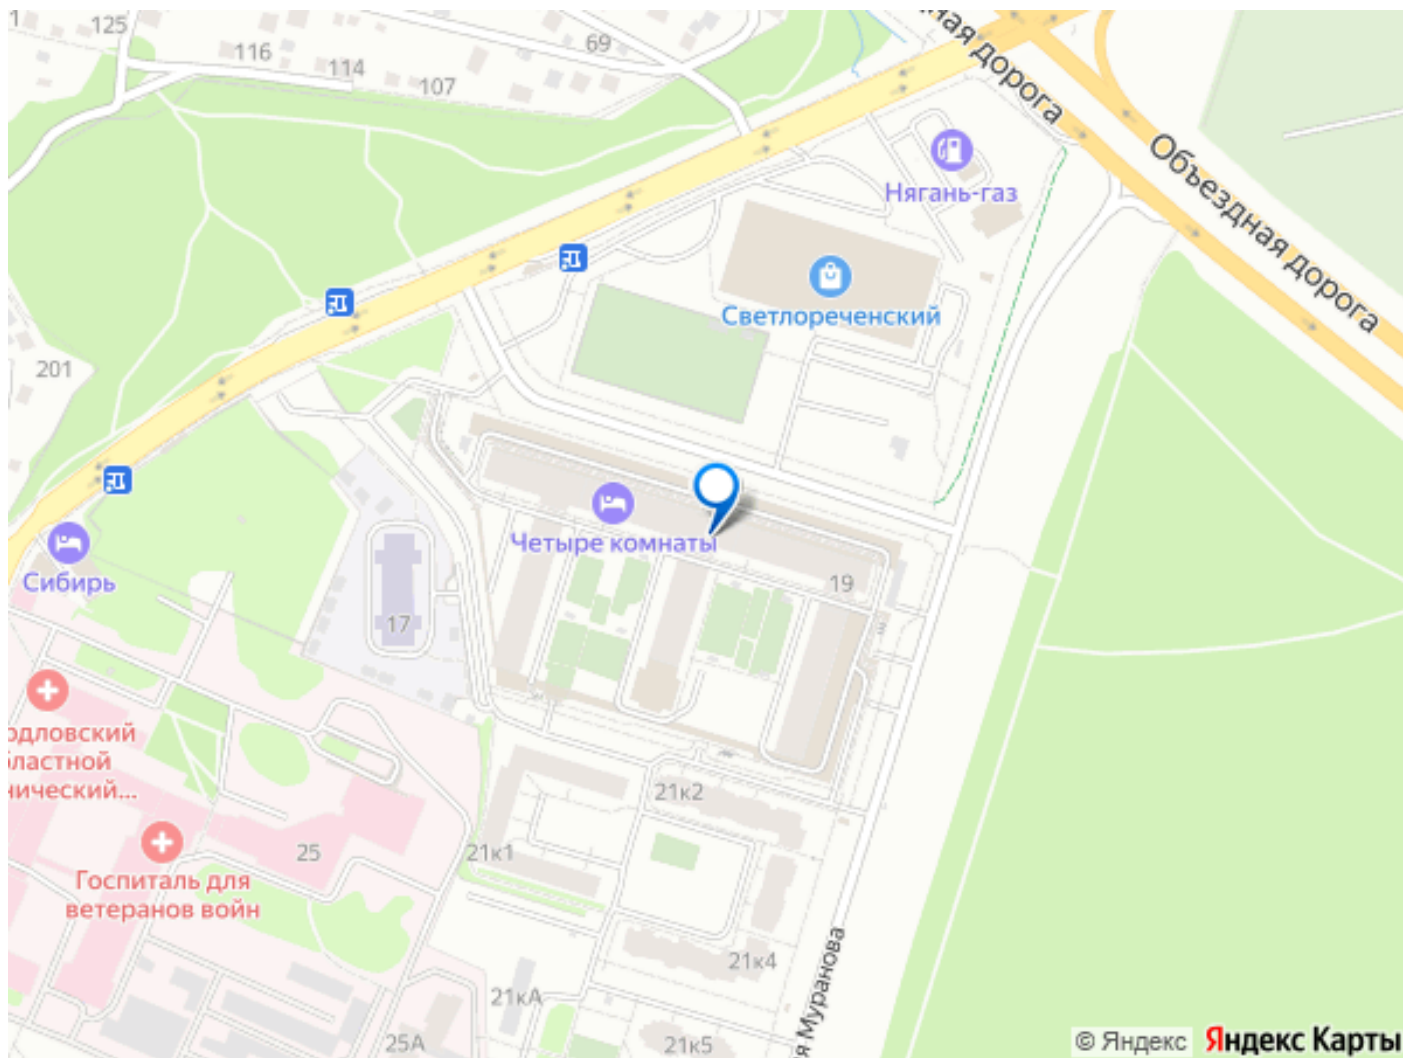 125
116
114
107
69
ная дорога
Объездная дорога
Нягань-газ
Светлореченский
201
Четыре комнаты
19
Сибирь
17
рдловский
бластной
нический...
Госпиталь для
ветеранов войн
25
21к1
21к2
21к4
21кА
25А
21к5
я Муранова
© Яндекс
Яндекс Карты